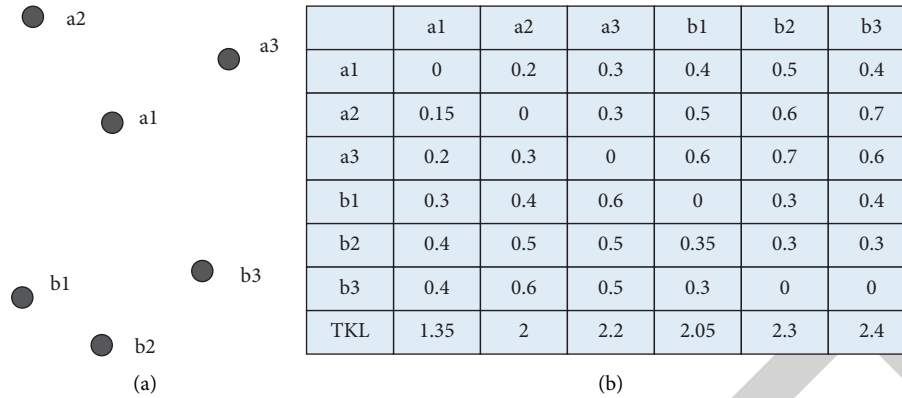 a2
a3
a1
b1
b3
b2
(a)
a1 a2 a3 b1 b2 b3
a1 0 0.2 0.3 0.4 0.5 0.4
a2 0.15 0 0.3 0.5 0.6 0.7
a3 0.2 0.3 0 0.6 0.7 0.6
b1 0.3 0.4 0.6 0 0.3 0.4
b2 0.4 0.5 0.5 0.35 0.3 0.3
b3 0.4 0.6 0.5 0.3 0 0
TKL 1.35 2 2.2 2.05 2.3 2.4
(b)